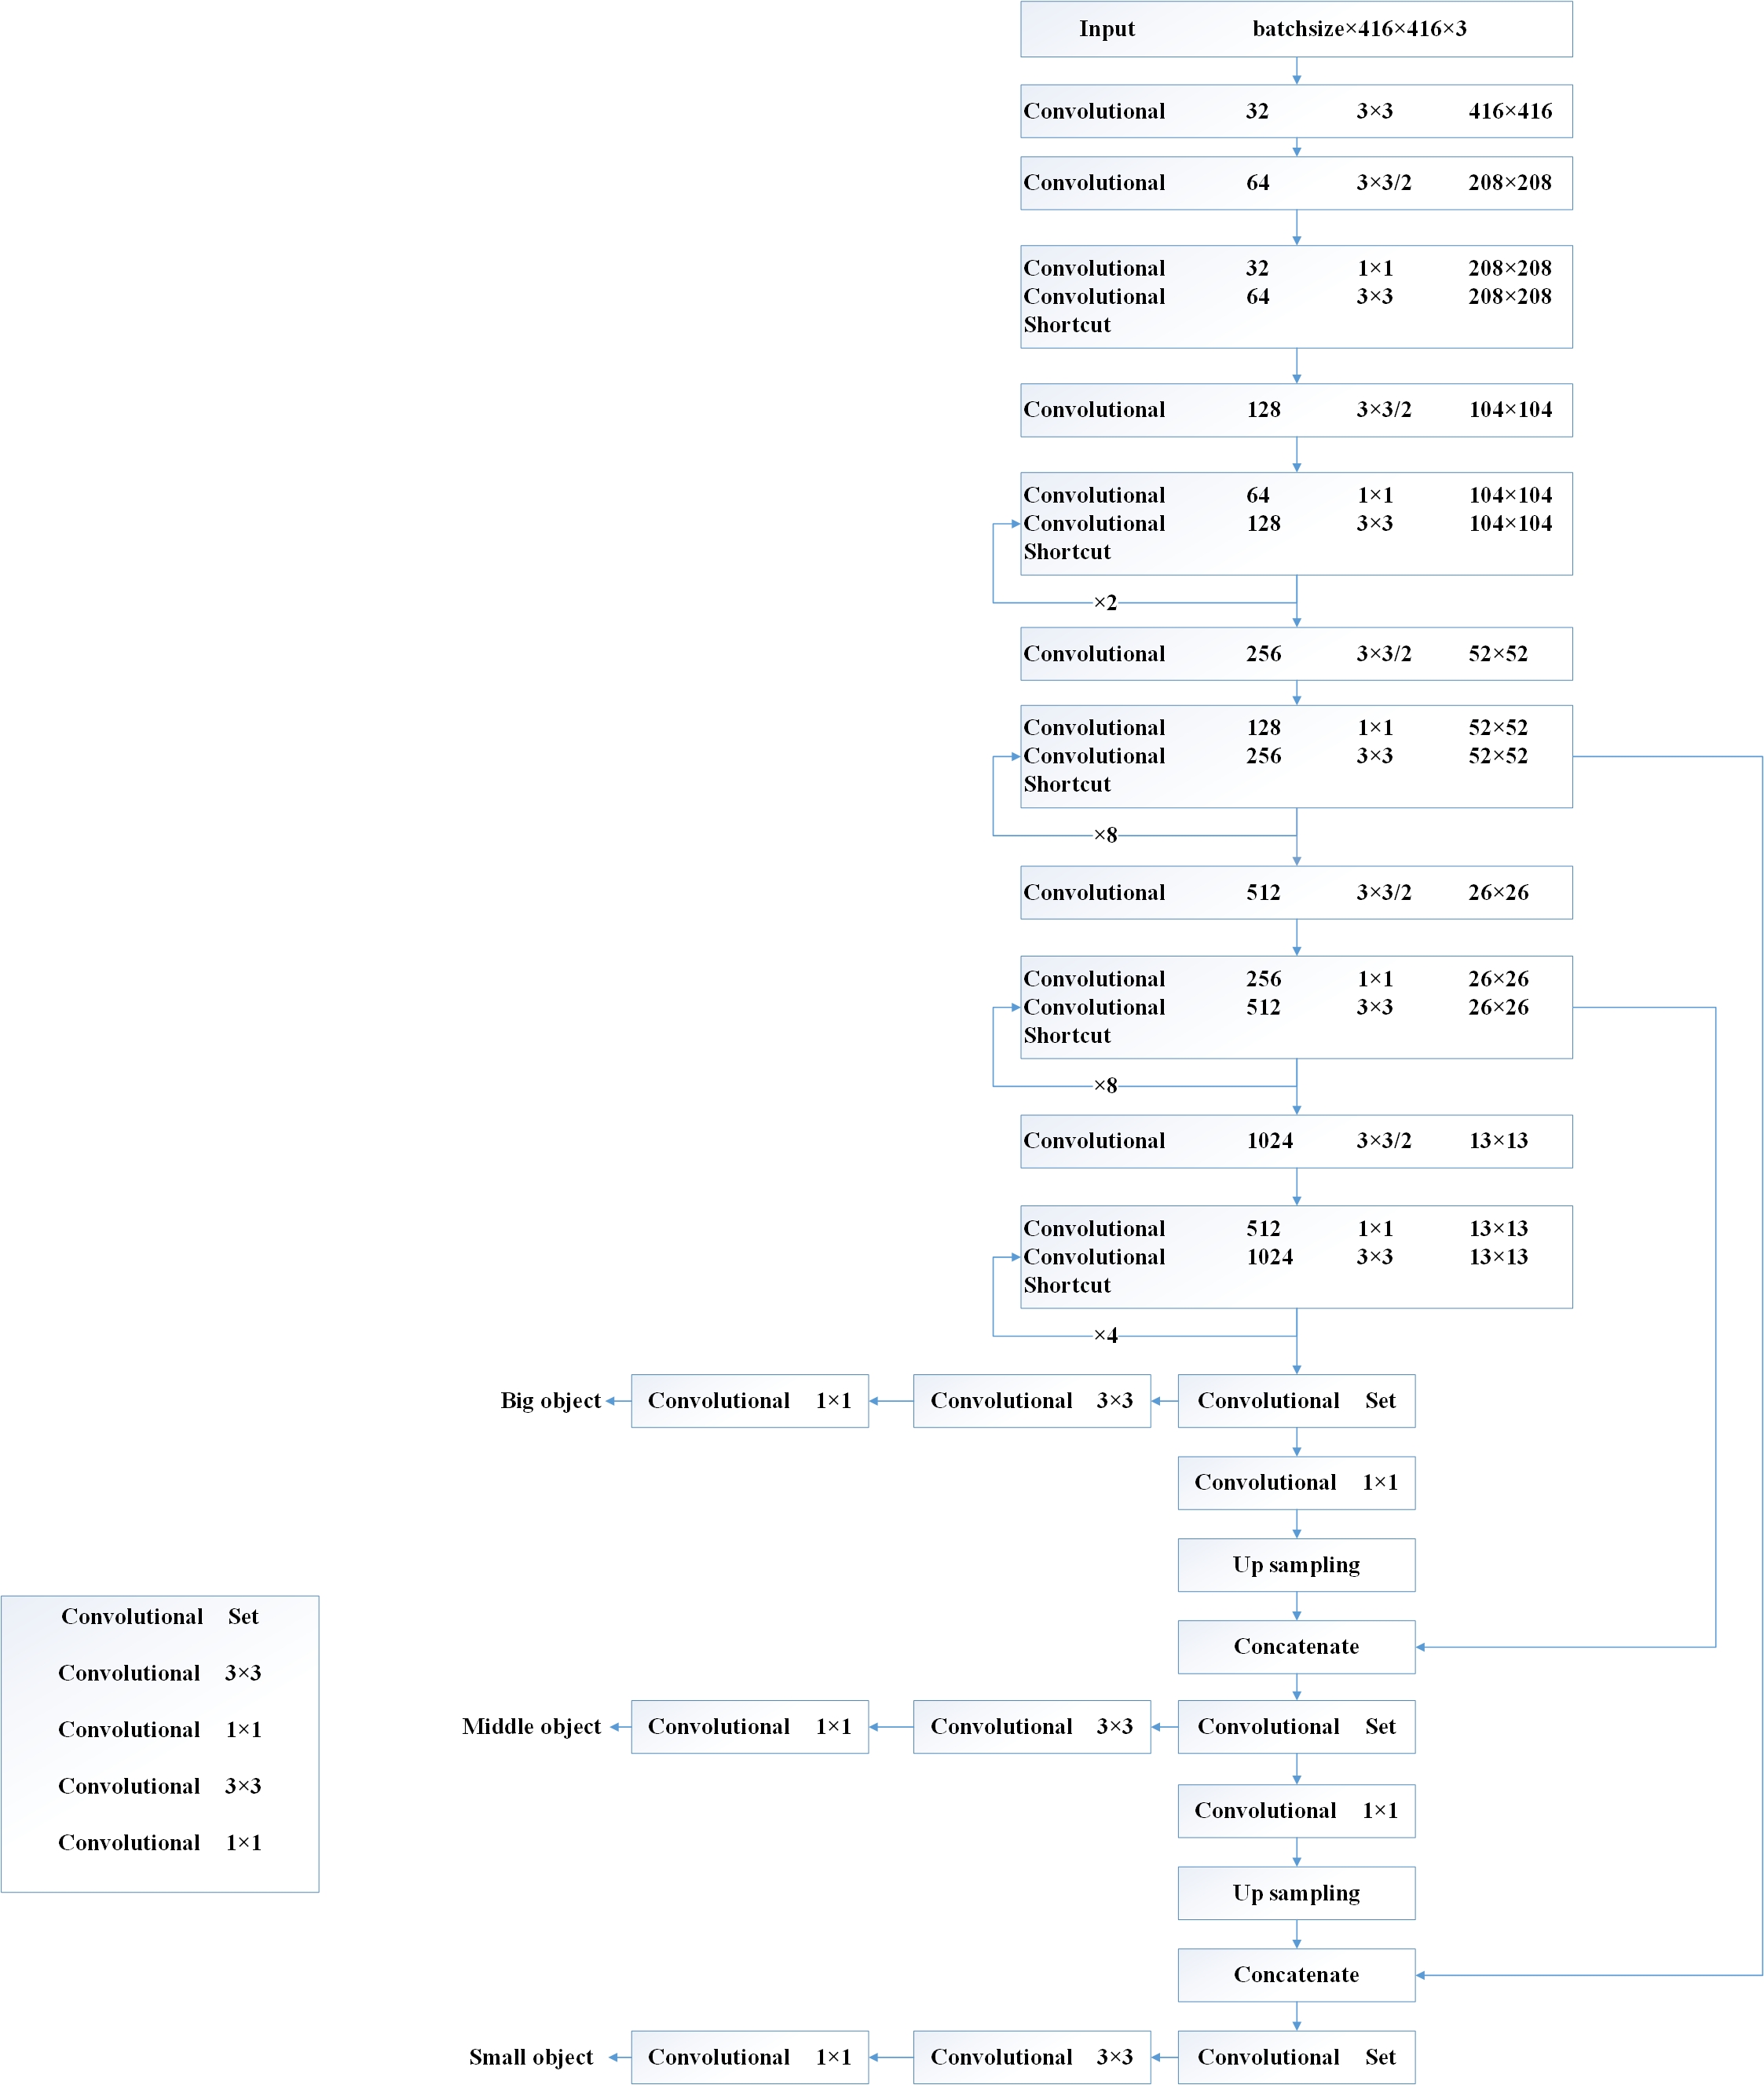 Input batchsize×416×416×3
Convolutional 32 3×3 416×416
Convolutional 64 3×3/2 208×208
Convolutional 32 1×1 208×208
Convolutional 64 3×3 208×208
Shortcut
Convolutional 128 3×3/2 104×104
Convolutional 64 1×1 104×104
Convolutional 128 3×3 104×104
Shortcut
×2
Convolutional 256 3×3/2 52×52
Convolutional 128 1×1 52×52
Convolutional 256 3×3 52×52
Shortcut
×8
Convolutional 512 3×3/2 26×26
Convolutional 256 1×1 26×26
Convolutional 512 3×3 26×26
Shortcut
×8
Convolutional 1024 3×3/2 13×13
Convolutional 512 1×1 13×13
Convolutional 1024 3×3 13×13
Shortcut
×4
Big object Convolutional 1×1 Convolutional 3×3 Convolutional Set
Convolutional 1×1
Up sampling
Concatenate
Middle object Convolutional 1×1 Convolutional 3×3 Convolutional Set
Convolutional 1×1
Up sampling
Concatenate
Small object Convolutional 1×1 Convolutional 3×3 Convolutional Set
Convolutional Set
Convolutional 3×3
Convolutional 1×1
Convolutional 3×3
Convolutional 1×1